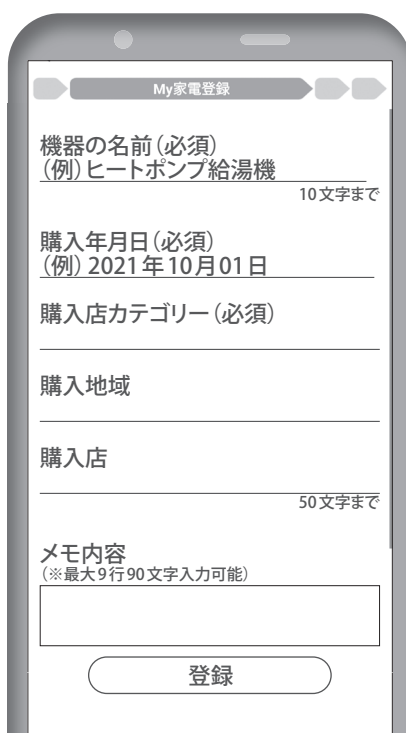 My家電登録
機器の名前（必須）
（例）ヒートポンプ給湯機
10文字まで
購入年月日（必須）
（例）2021年10月01日
購入店カテゴリー（必須）
購入地域
購入店
50文字まで
メモ内容
（※最大9行90文字入力可能）
登録